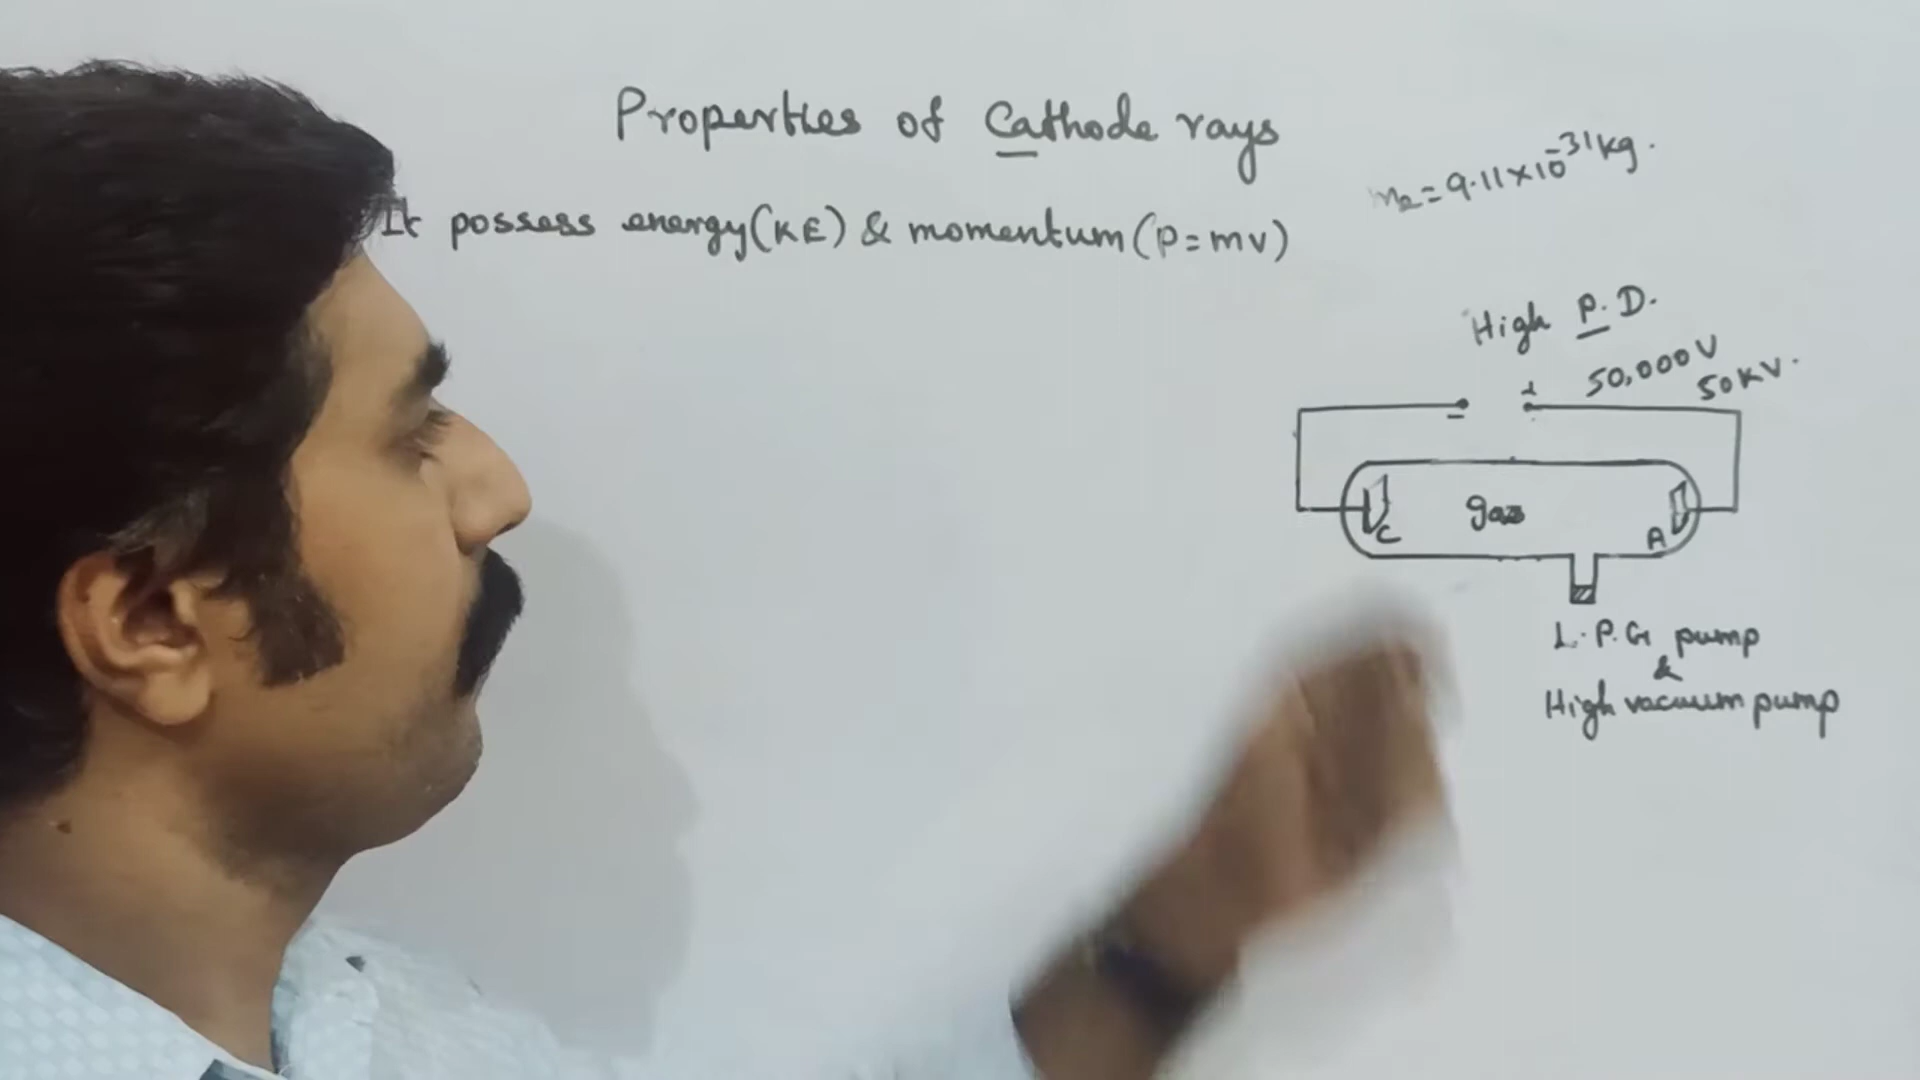 Properties of Cathode rays
It possess energy (KE) & momentum (P=mv)
me = 9.11×10⁻³¹kg.
High P.D.
50,000V
50KV.
- +
C gas A
L.P.G pump
&
High vacuum pump